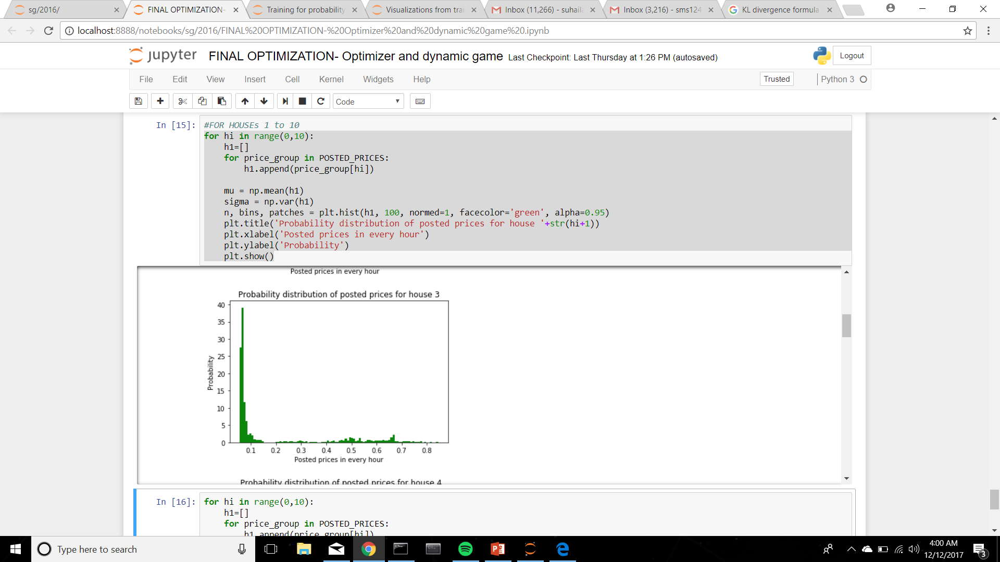 sg/2016/
FINAL OPTIMIZATION-
Training for probability
Visualizations from trai
Inbox (11,266) - suhaila
Inbox (3,216) - sms124
KL divergence formula
localhost:8888/notebooks/sg/2016/FINAL%20OPTIMIZATION-%20Optimizer%20and%20dynamic%20game%20.ipynb
jupyter FINAL OPTIMIZATION- Optimizer and dynamic game Last Checkpoint: Last Thursday at 1:26 PM (autosaved)
Logout
File Edit View Insert Cell Kernel Widgets Help
Trusted
Python 3
Code
In [15]: #FOR HOUSEs 1 to 10
for hi in range(0,10):
    h1=[]
    for price_group in POSTED_PRICES:
        h1.append(price_group[hi])
    mu = np.mean(h1)
    sigma = np.var(h1)
    n, bins, patches = plt.hist(h1, 100, normed=1, facecolor='green', alpha=0.95)
    plt.title('Probability distribution of posted prices for house '+str(hi+1))
    plt.xlabel('Posted prices in every hour')
    plt.ylabel('Probability')
    plt.show()
Posted prices in every hour
Probability distribution of posted prices for house 3
40
35
30
25
20
15
10
5
0
Probability
0.1 0.2 0.3 0.4 0.5 0.6 0.7 0.8
Posted prices in every hour
Probability distribution of posted prices for house 4
In [16]: for hi in range(0,10):
    h1=[]
    for price_group in POSTED_PRICES:
        h1.append(price_group[hi])
Type here to search
4:00 AM
12/12/2017
3